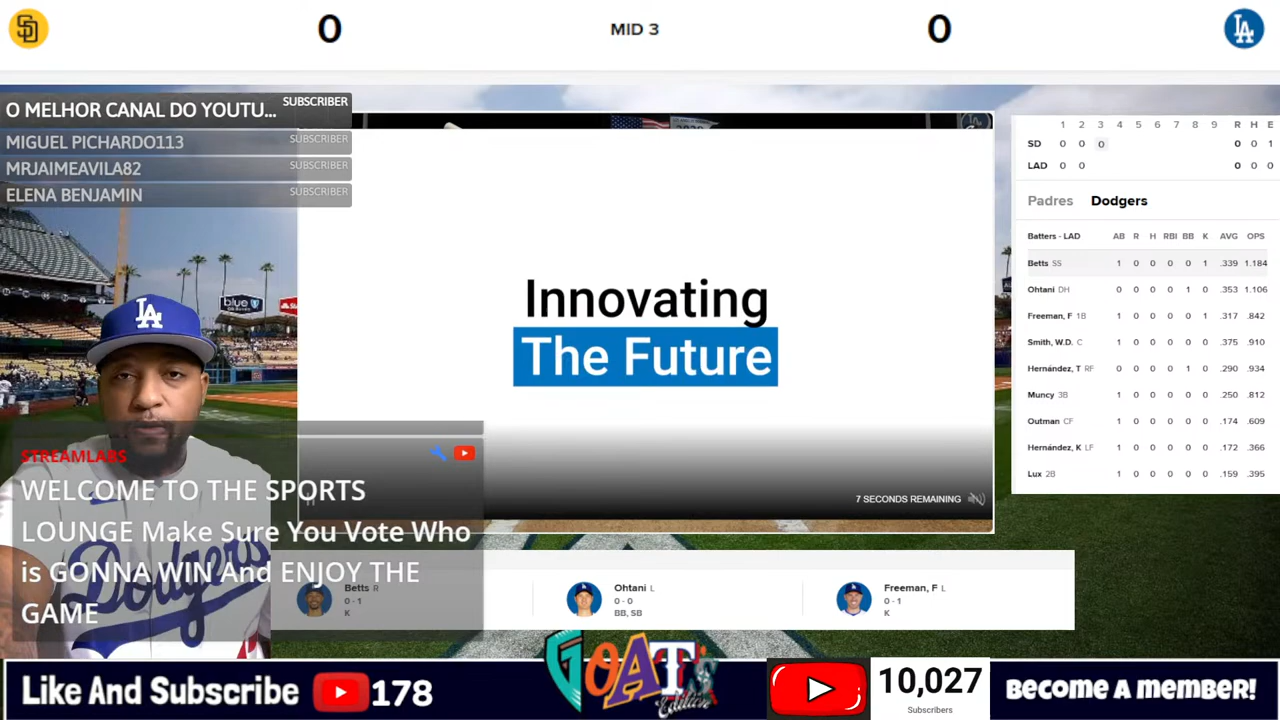 SD
0
MID 3
0
LA
O MELHOR CANAL DO YOUTU... SUBSCRIBER
MIGUEL PICHARDO113 SUBSCRIBER
MRJAIMEAVILA82 SUBSCRIBER
ELENA BENJAMIN SUBSCRIBER
LA
Dodgers
Innovating
The Future
7 SECONDS REMAINING
STREAMLABS
WELCOME TO THE SPORTS
LOUNGE Make Sure You Vote Who
is GONNA WIN And ENJOY THE
GAME
1 2 3 4 5 6 7 8 9 R H E
SD 0 0 0 0 0 1
LAD 0 0 0 0 0
Padres Dodgers
Batters - LAD AB R H RBI BB K AVG OPS
Betts SS 1 0 0 0 0 1 .339 1.184
Ohtani DH 0 0 0 0 1 0 .353 1.106
Freeman, F 1B 1 0 0 0 0 1 .317 .842
Smith, W.D. C 1 0 0 0 0 0 .375 .910
Hernández, T RF 0 0 0 0 1 0 .290 .934
Muncy 3B 1 0 0 0 0 0 .250 .812
Outman CF 1 0 0 0 0 0 .174 .609
Hernández, K LF 1 0 0 0 0 0 .172 .366
Lux 2B 1 0 0 0 0 0 .159 .395
Betts R
0 - 1
K
Ohtani L
0 - 0
BB, SB
Freeman, F L
0 - 1
K
GOAT
Edition
Like And Subscribe 178
10,027
Subscribers
BECOME A MEMBER!